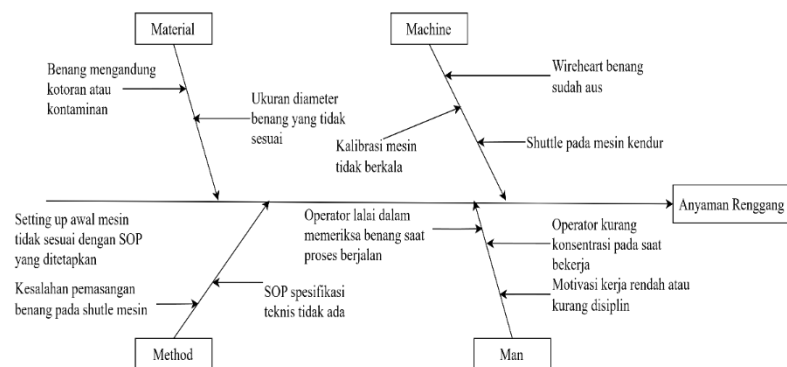 Material
Machine
Benang mengandung
kotoran atau
kontaminan
Ukuran diameter
benang yang tidak
sesuai
Wireheart benang
sudah aus
Kalibrasi mesin
tidak berkala
Shuttle pada mesin kendur
Anyaman Renggang
Setting up awal mesin
tidak sesuai dengan SOP
yang ditetapkan
Kesalahan pemasangan
benang pada shutle mesin
SOP spesifikasi
teknis tidak ada
Operator lalai dalam
memeriksa benang saat
proses berjalan
Operator kurang
konsentrasi pada saat
bekerja
Motivasi kerja rendah atau
kurang disiplin
Method
Man